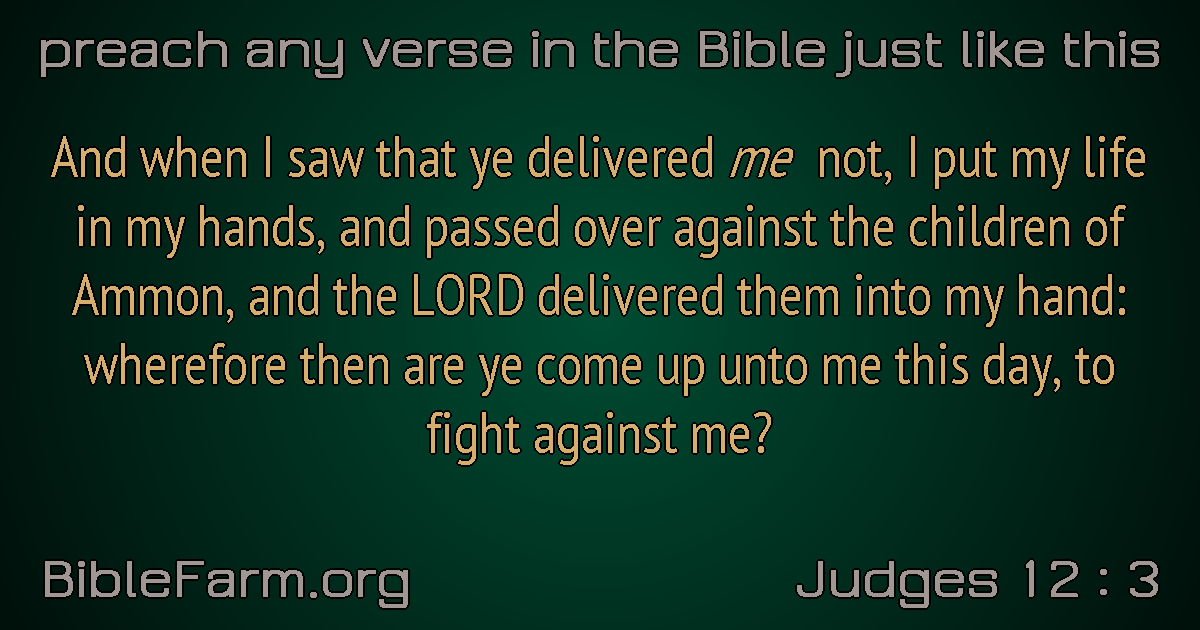 preach any verse in the Bible just like this
And when I saw that ye delivered me not, I put my life
in my hands, and passed over against the children of
Ammon, and the LORD delivered them into my hand:
wherefore then are ye come up unto me this day, to
fight against me?
BibleFarm.org
Judges 12 : 3